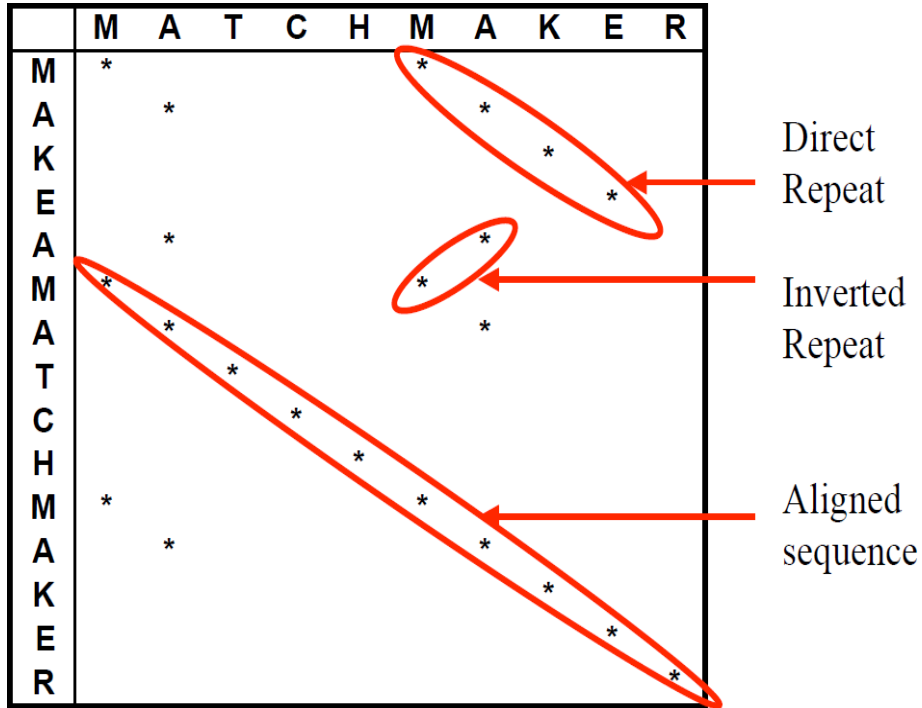 M A T C H M A K E R
M * *
A * *
K *
E *
A * *
M * *
A * *
T *
C *
H *
M * *
A * *
K *
E *
R *
Direct
Repeat
Inverted
Repeat
Aligned
sequence